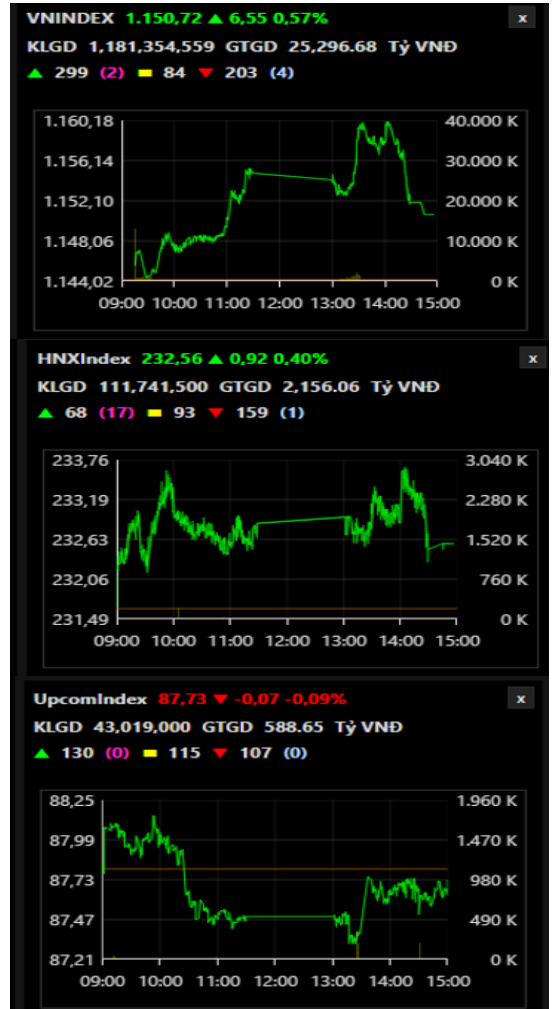 VNINDEX 1.150,72 ▲ 6,55 0,57% x
KLGD 1,181,354,559 GTGD 25,296.68 Tỷ VNĐ
▲ 299 (2) 84 ▼ 203 (4)
1.160,18 40.000 K
1.156,14 30.000 K
1.152,10 20.000 K
1.148,06 10.000 K
1.144,02 0 K
09:00 10:00 11:00 12:00 13:00 14:00 15:00
HNXIndex 232,56 ▲ 0,92 0,40% x
KLGD 111,741,500 GTGD 2,156.06 Tỷ VNĐ
▲ 68 (17) 93 ▼ 159 (1)
233,76 3.040 K
233,19 2.280 K
232,63 1.520 K
232,06 760 K
231,49 0 K
09:00 10:00 11:00 12:00 13:00 14:00 15:00
UpcomIndex 87,73 ▼ -0,07 -0,09% x
KLGD 43,019,000 GTGD 588.65 Tỷ VNĐ
▲ 130 (0) 115 ▼ 107 (0)
88,25 1.960 K
87,99 1.470 K
87,73 980 K
87,47 490 K
87,21 0 K
09:00 10:00 11:00 12:00 13:00 14:00 15:00